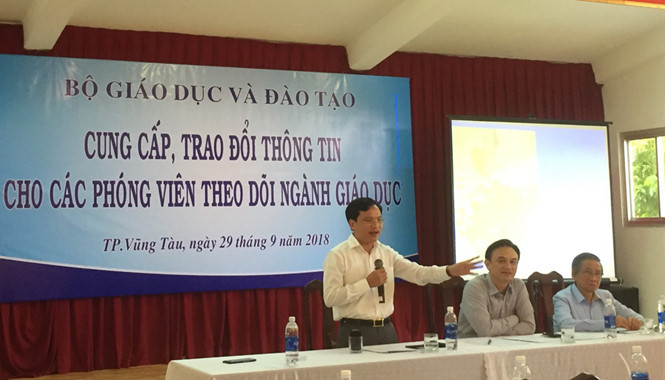 BỘ GIÁO DỤC VÀ ĐÀO TẠO
CUNG CẤP, TRAO ĐỔI THÔNG TIN
CHO CÁC PHÓNG VIÊN THEO DÕI NGÀNH GIÁO DỤC
TP.Vũng Tàu, ngày 29 tháng 9 năm 2018